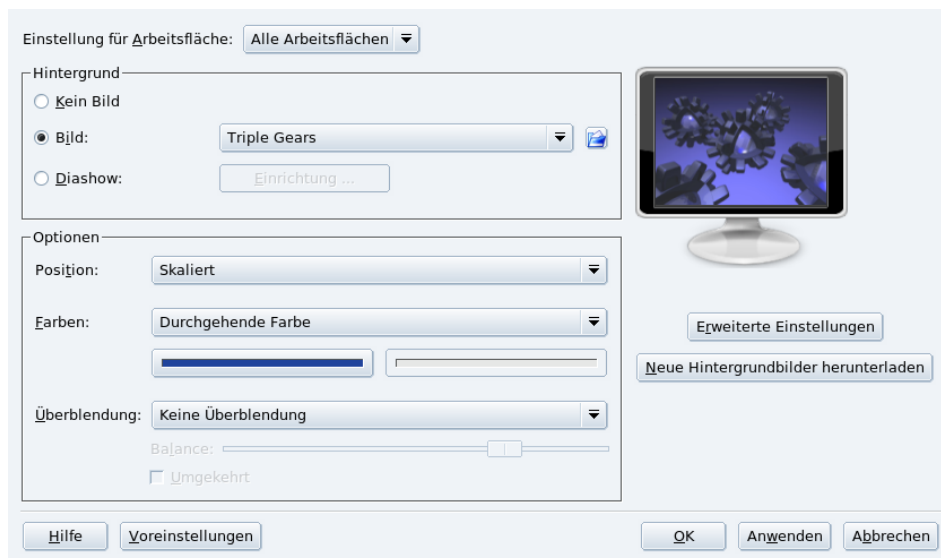 Einstellung für Arbeitsfläche: Alle Arbeitsflächen
Hintergrund
Kein Bild
Bild: Triple Gears
Diashow: Einrichtung ...
Optionen
Position: Skaliert
Farben: Durchgehende Farbe
Überblendung: Keine Überblendung
Balance:
Umgekehrt
Erweiterte Einstellungen
Neue Hintergrundbilder herunterladen
Hilfe Voreinstellungen OK Anwenden Abbrechen